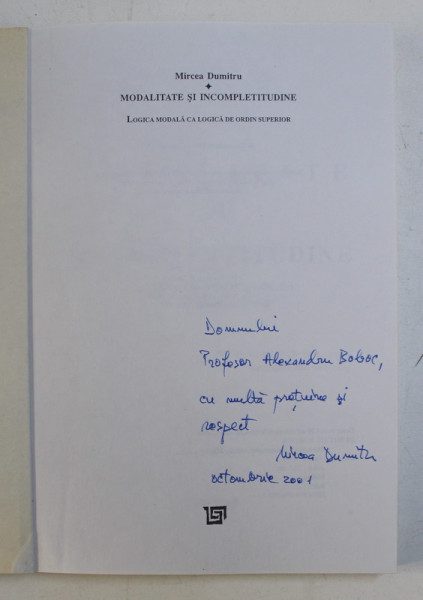 Mircea Dumitru
MODALITATE ŞI INCOMPLETITUDINE
LOGICA MODALĂ CA LOGICĂ DE ORDIN SUPERIOR
Domnului
Profesor Alexandru Boboc,
cu multă prețuire și
respect
Mircea Dumitru
octombrie 2001